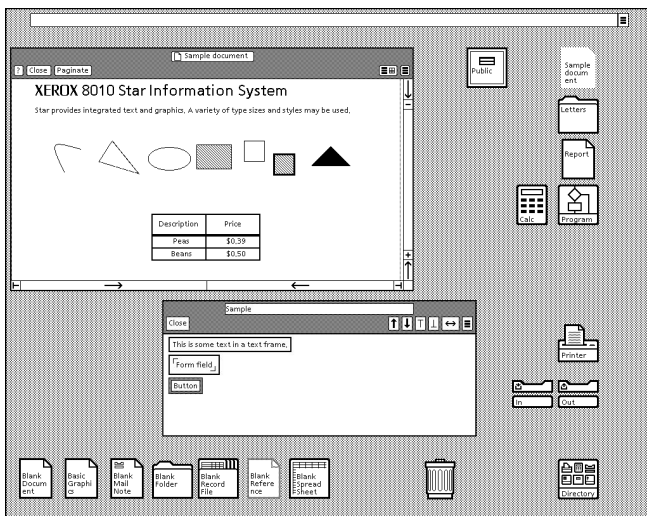 Sample document
? Close Paginate
XEROX 8010 Star Information System
Star provides integrated text and graphics. A variety of type sizes and styles may be used.
Description Price
Peas $0.39
Beans $0.50
Public
Sample
docum
ent
Letters
Report
Calc
Program
Sample
Close
This is some text in a text frame.
Form field
Button
Printer
In
Out
Blank
Docum
ent
Basic
Graphi
cs
Blank
Mail
Note
Blank
Folder
Blank
Record
File
Blank
Refere
nce
Blank
Spread
Sheet
Directory